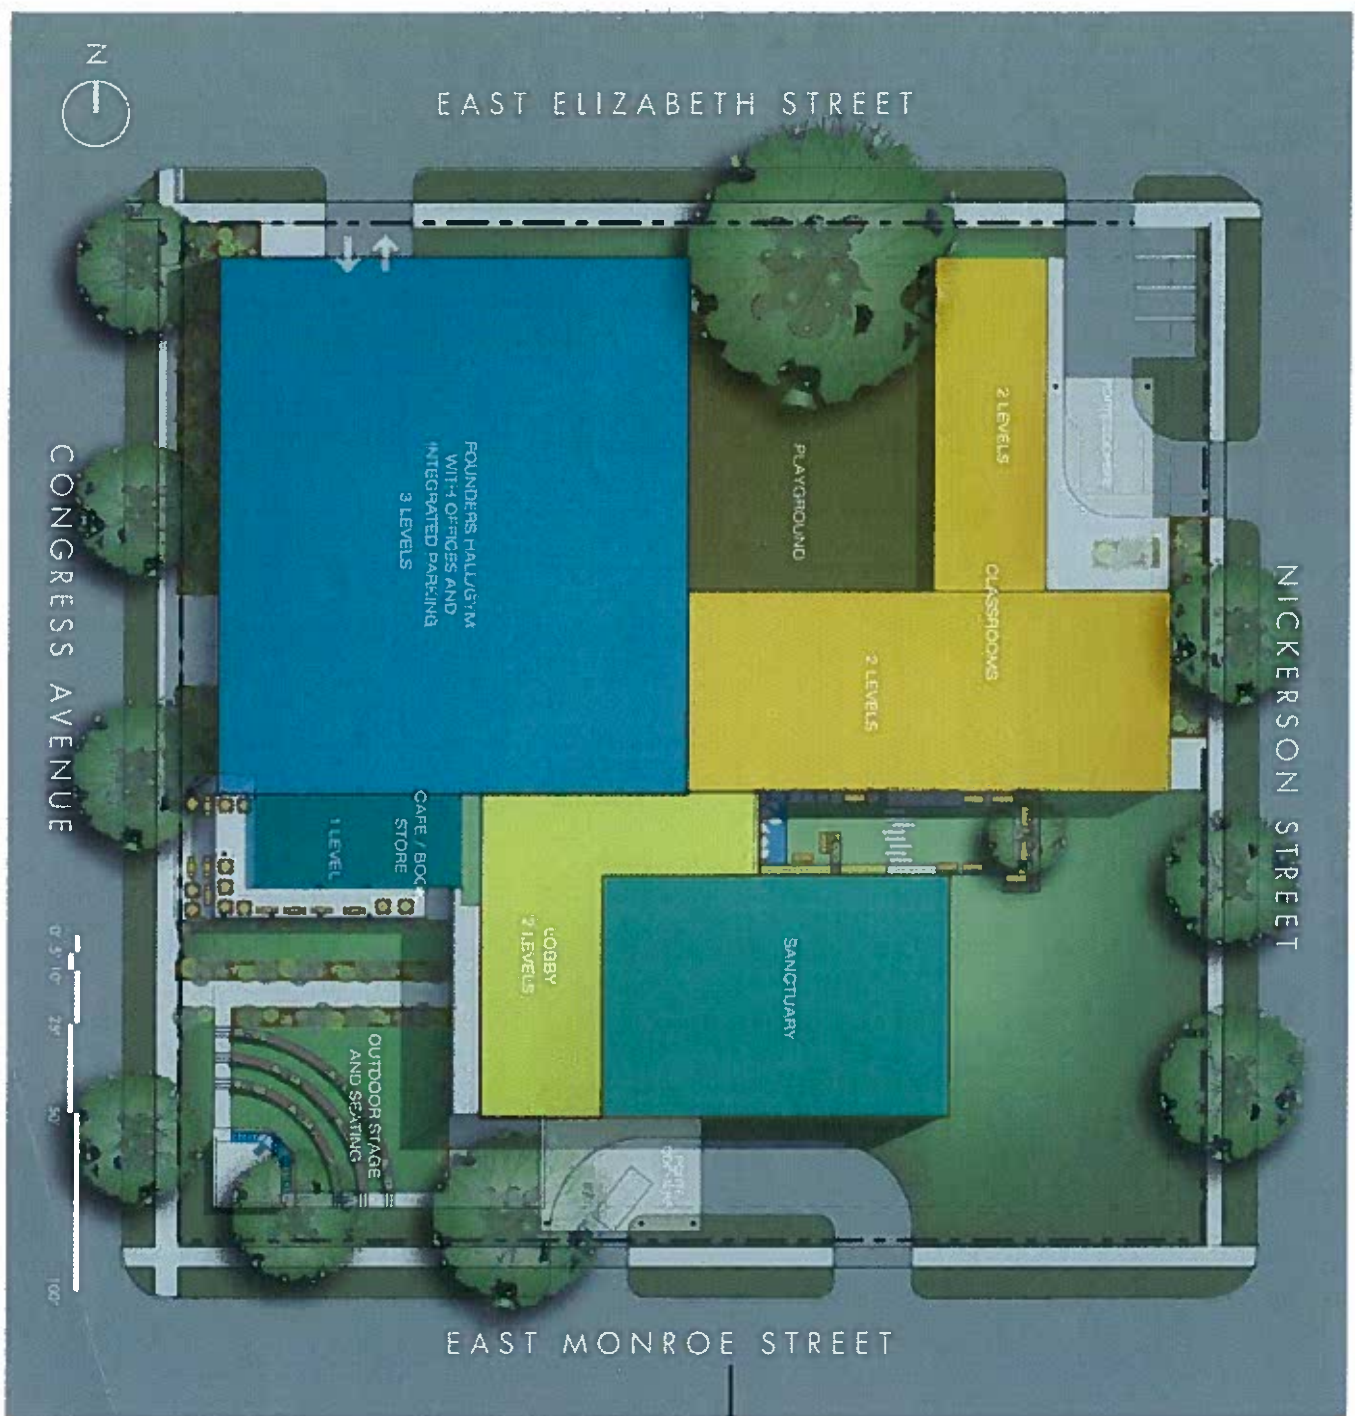 N
EAST ELIZABETH STREET
CONGRESS AVENUE
NICKERSON STREET
2 LEVELS
FOUNDERS HALL/GYM
WITH OFFICES AND
INTEGRATED PARKING
3 LEVELS
PLAYGROUND
CLASSROOMS
2 LEVELS
CAFE / BOO
STORE
1 LEVEL
LOBBY
2 LEVELS
SANCTUARY
OUTDOOR STAGE
AND SEATING
0' 5' 10'
25'
50'
100'
EAST MONROE STREET